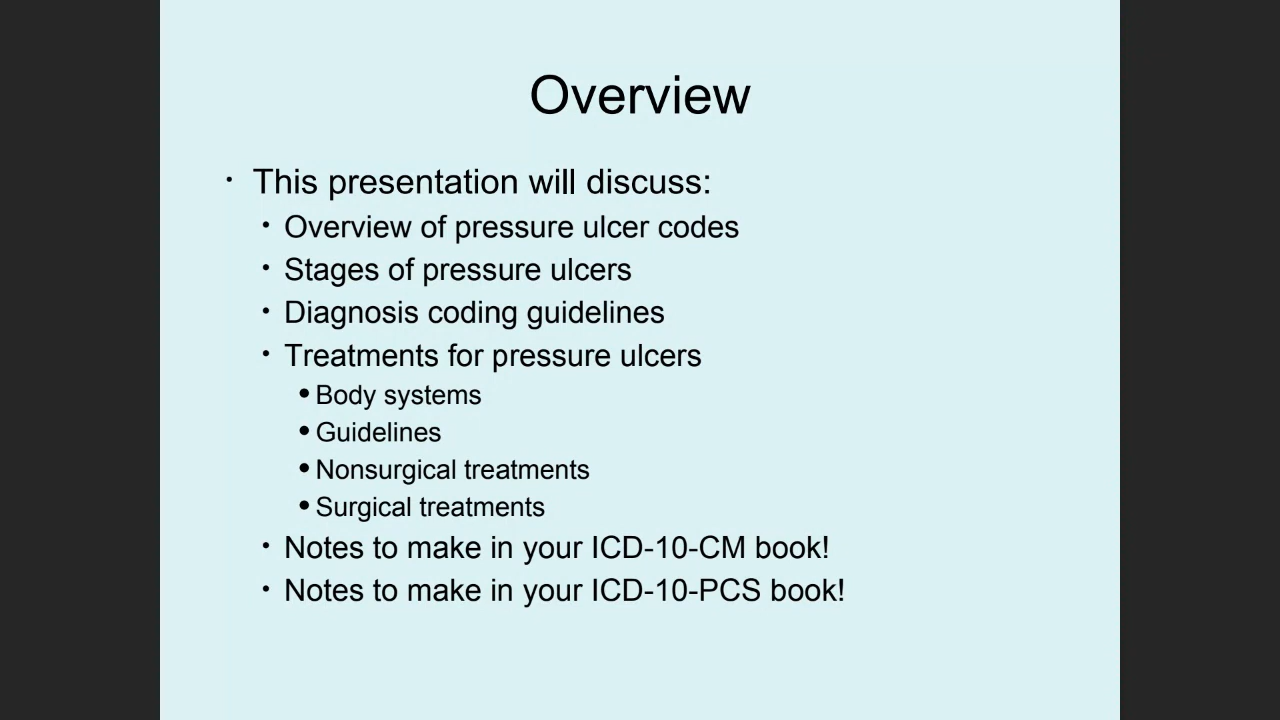 Overview
• This presentation will discuss:
• Overview of pressure ulcer codes
• Stages of pressure ulcers
• Diagnosis coding guidelines
• Treatments for pressure ulcers
• Body systems
• Guidelines
• Nonsurgical treatments
• Surgical treatments
• Notes to make in your ICD-10-CM book!
• Notes to make in your ICD-10-PCS book!